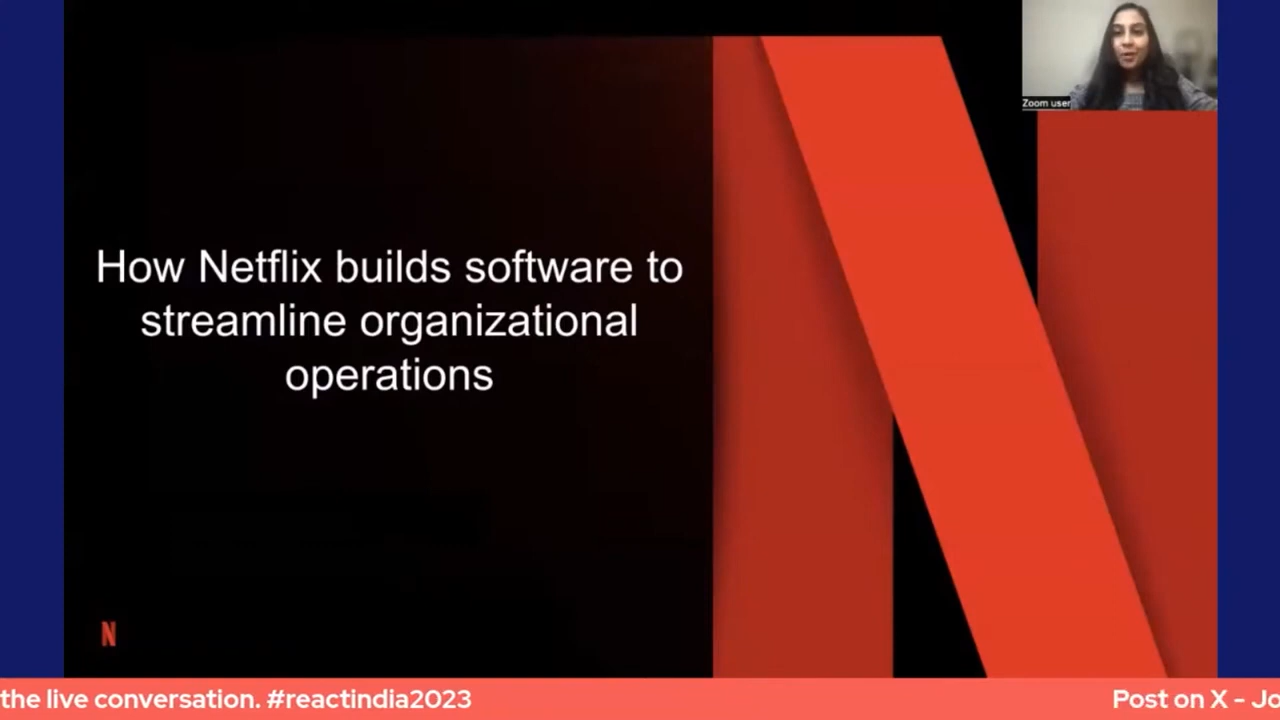 Zoom user
How Netflix builds software to
streamline organizational
operations
N
the live conversation. #reactindia2023
Post on X - Jo